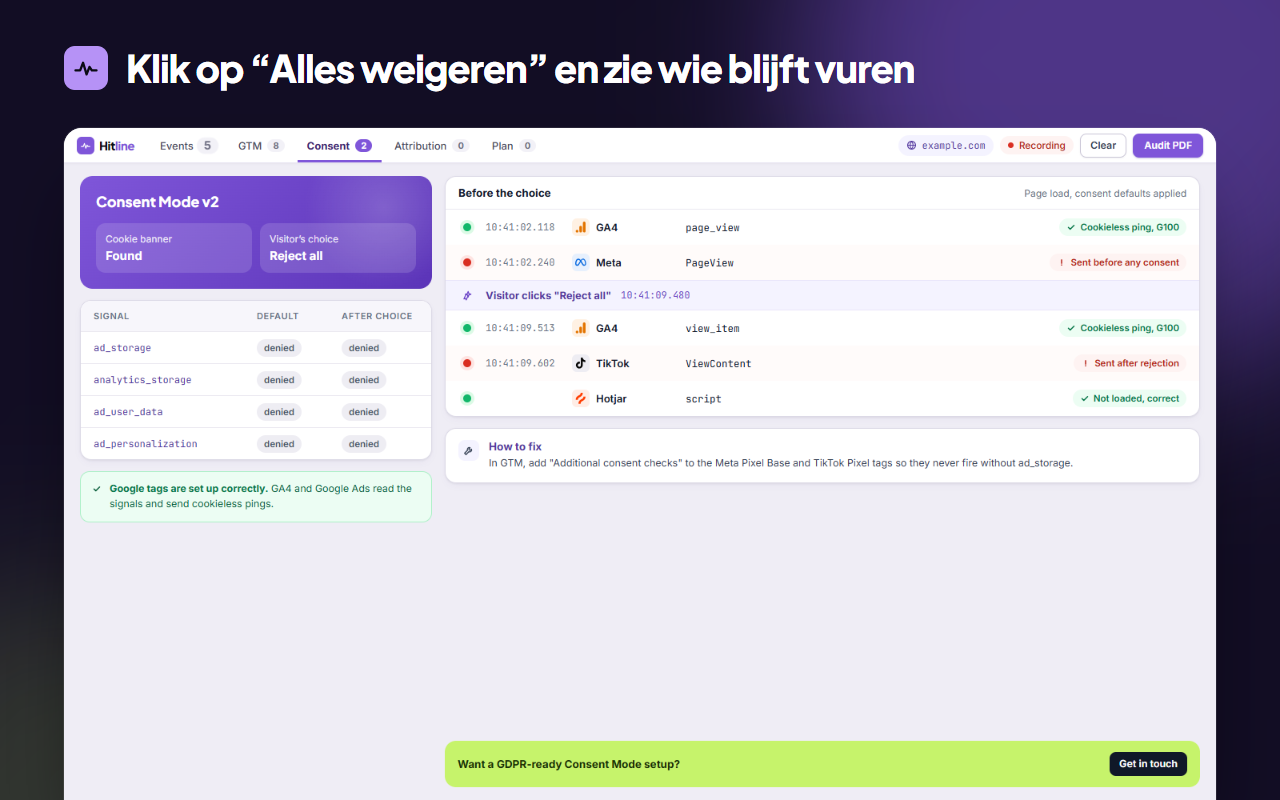 Klik op “Alles weigeren” en zie wie blijft vuren
Hitline
Events 5
GTM 8
Consent 2
Attribution 0
Plan 0
example.com
Recording
Clear
Audit PDF
Consent Mode v2
Cookie banner
Found
Visitor's choice
Reject all
SIGNAL DEFAULT AFTER CHOICE
ad_storage denied denied
analytics_storage denied denied
ad_user_data denied denied
ad_personalization denied denied
Google tags are set up correctly. GA4 and Google Ads read the
signals and send cookieless pings.
Before the choice
Page load, consent defaults applied
10:41:02.118 GA4 page_view Cookieless ping, G100
10:41:02.240 Meta PageView ! Sent before any consent
Visitor clicks "Reject all" 10:41:09.480
10:41:09.513 GA4 view_item Cookieless ping, G100
10:41:09.602 TikTok ViewContent ! Sent after rejection
Hotjar script Not loaded, correct
How to fix
In GTM, add "Additional consent checks" to the Meta Pixel Base and TikTok Pixel tags so they never fire without ad_storage.
Want a GDPR-ready Consent Mode setup?
Get in touch